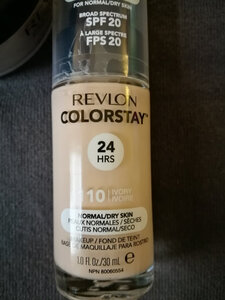 FOR NORMAL/DRY SKIN
BROAD SPECTRUM
SPF 20
À LARGE SPECTRE
FPS 20
REVLON
COLORSTAY™
24
HRS
110 IVORY
IVOIRE
NORMAL/DRY SKIN
PEAUX NORMALES / SÈCHES
CUTIS NORMAL/SECO
MAKEUP / FOND DE TEINT
BASE DE MAQUILLAJE PARA ROSTRO
1.0 fl.oz/30 mL e
NPN 80060554